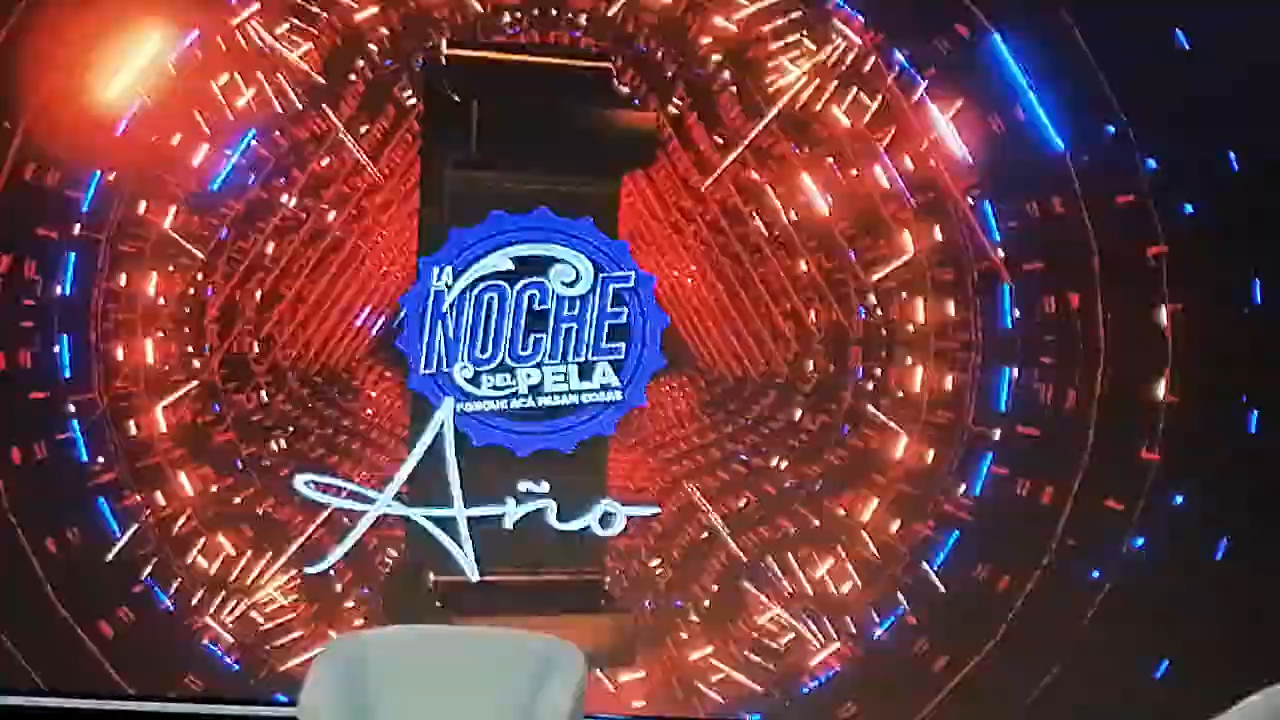 LA
NOCHE
DEL PELA
PORQUE ACÁ PASAN COSAS
Año